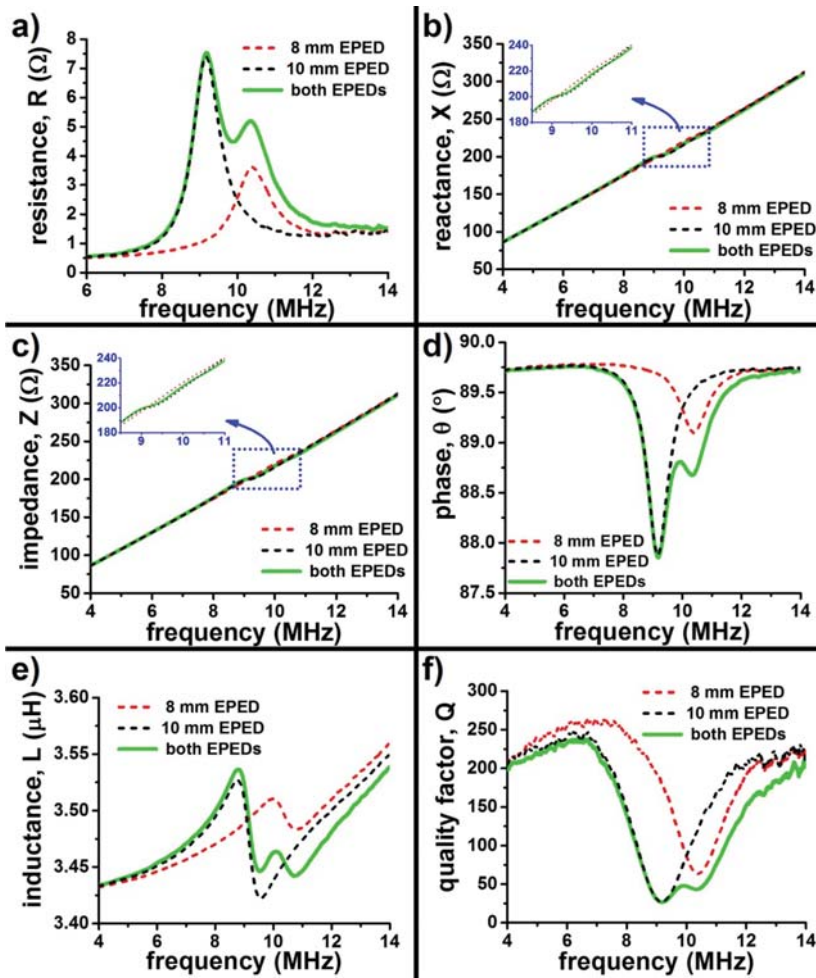 a)
resistance, R (Ω)
8
7
6
5
4
3
2
1
0
8 mm EPED
10 mm EPED
both EPEDs
6 8 10 12 14
frequency (MHz)
b)
reactance, X (Ω)
350
300
250
200
150
100
50
240
220
200
180
9 10 11
8 mm EPED
10 mm EPED
both EPEDs
4 6 8 10 12 14
frequency (MHz)
c)
impedance, Z (Ω)
350
300
250
200
150
100
50
240
220
200
180
9 10 11
8 mm EPED
10 mm EPED
both EPEDs
4 6 8 10 12 14
frequency (MHz)
d)
phase, θ (°)
90.0
89.5
89.0
88.5
88.0
87.5
8 mm EPED
10 mm EPED
both EPEDs
4 6 8 10 12 14
frequency (MHz)
e)
inductance, L (μH)
3.60
3.55
3.50
3.45
3.40
8 mm EPED
10 mm EPED
both EPEDs
4 6 8 10 12 14
frequency (MHz)
f)
quality factor, Q
300
250
200
150
100
50
0
8 mm EPED
10 mm EPED
both EPEDs
4 6 8 10 12 14
frequency (MHz)